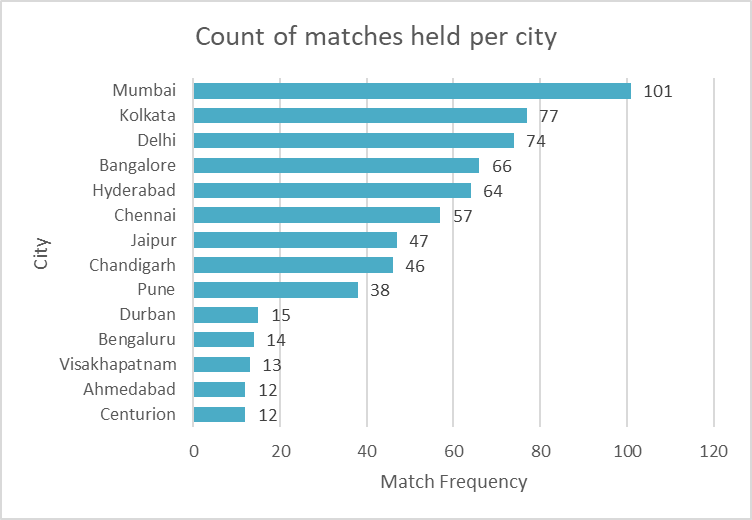 Count of matches held per city
Mumbai 101
Kolkata 77
Delhi 74
Bangalore 66
Hyderabad 64
Chennai 57
Jaipur 47
Chandigarh 46
Pune 38
Durban 15
Bengaluru 14
Visakhapatnam 13
Ahmedabad 12
Centurion 12
City
0 20 40 60 80 100 120
Match Frequency